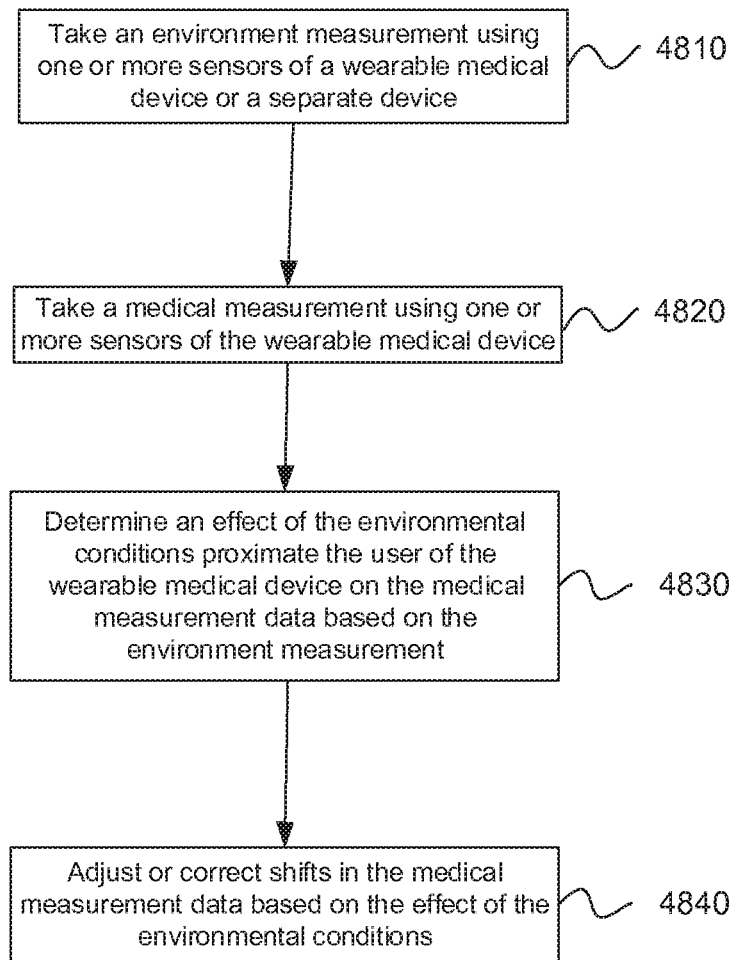 Take an environment measurement using
one or more sensors of a wearable medical
device or a separate device
4810
Take a medical measurement using one or
more sensors of the wearable medical device
4820
Determine an effect of the environmental
conditions proximate the user of the
wearable medical device on the medical
measurement data based on the
environment measurement
4830
Adjust or correct shifts in the medical
measurement data based on the effect of the
environmental conditions
4840